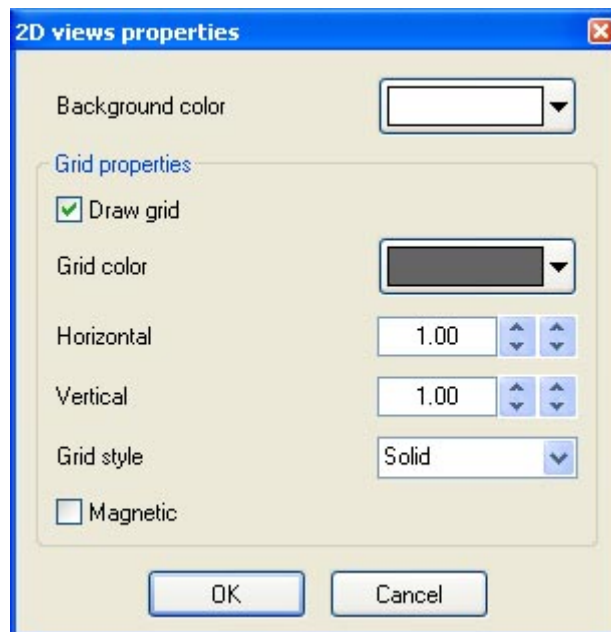 2D views properties
Background color
Grid properties
Draw grid
Grid color
Horizontal 1.00
Vertical 1.00
Grid style Solid
Magnetic
OK Cancel